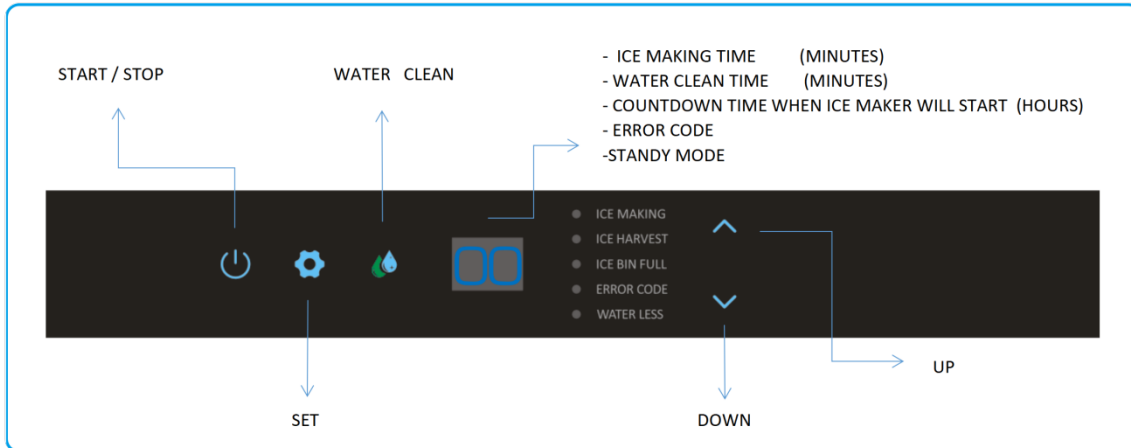 START / STOP
WATER CLEAN
- ICE MAKING TIME (MINUTES)
- WATER CLEAN TIME (MINUTES)
- COUNTDOWN TIME WHEN ICE MAKER WILL START (HOURS)
- ERROR CODE
-STANDY MODE
00
ICE MAKING
ICE HARVEST
ICE BIN FULL
ERROR CODE
WATER LESS
UP
SET
DOWN